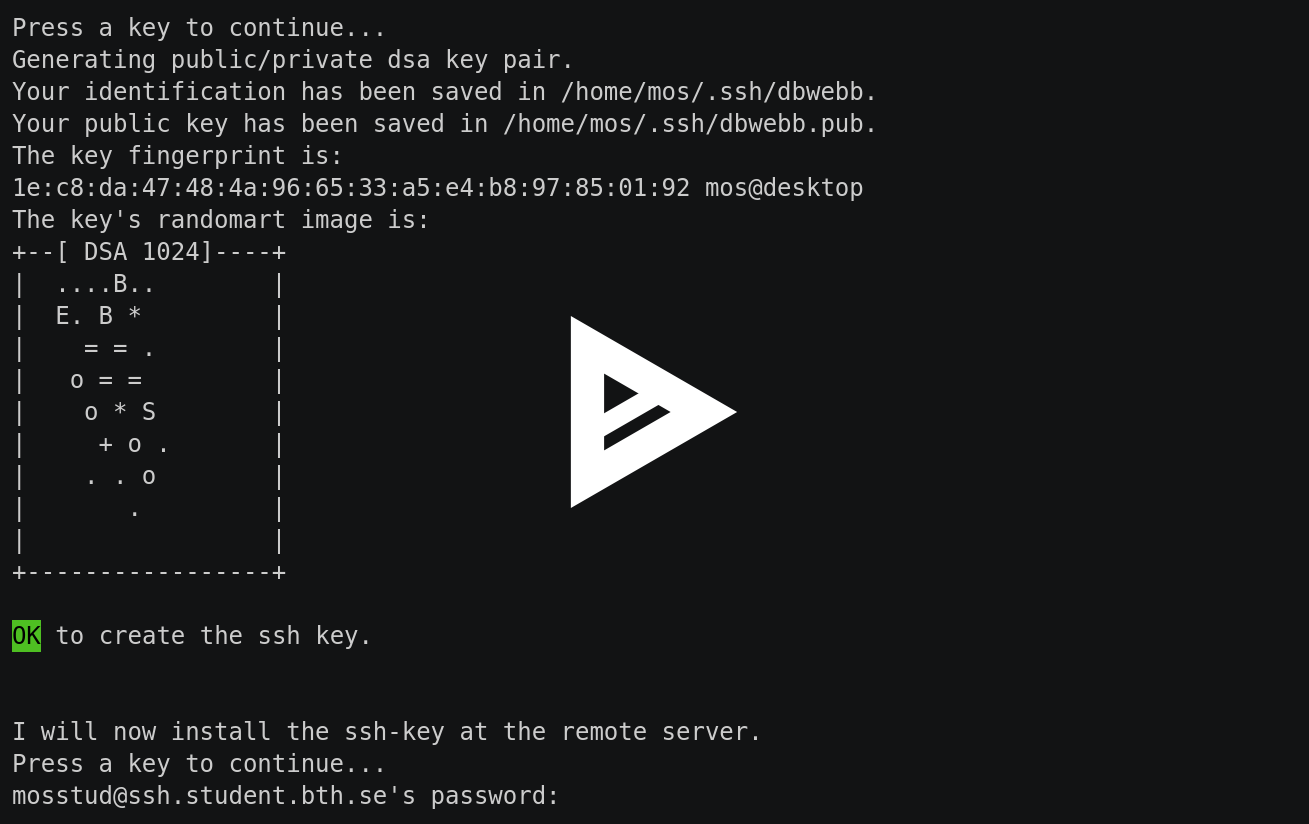 Press a key to continue...
Generating public/private dsa key pair.
Your identification has been saved in /home/mos/.ssh/dbwebb.
Your public key has been saved in /home/mos/.ssh/dbwebb.pub.
The key fingerprint is:
1e:c8:da:47:48:4a:96:65:33:a5:e4:b8:97:85:01:92 mos@desktop
The key's randomart image is:
+--[ DSA 1024]----+
|  ....B..        |
|  E. B *         |
|    = = .        |
|   o = =         |
|    o * S        |
|     + o .       |
|    . . o        |
|       .         |
|                 |
+-----------------+
OK to create the ssh key.
I will now install the ssh-key at the remote server.
Press a key to continue...
mosstud@ssh.student.bth.se's password: